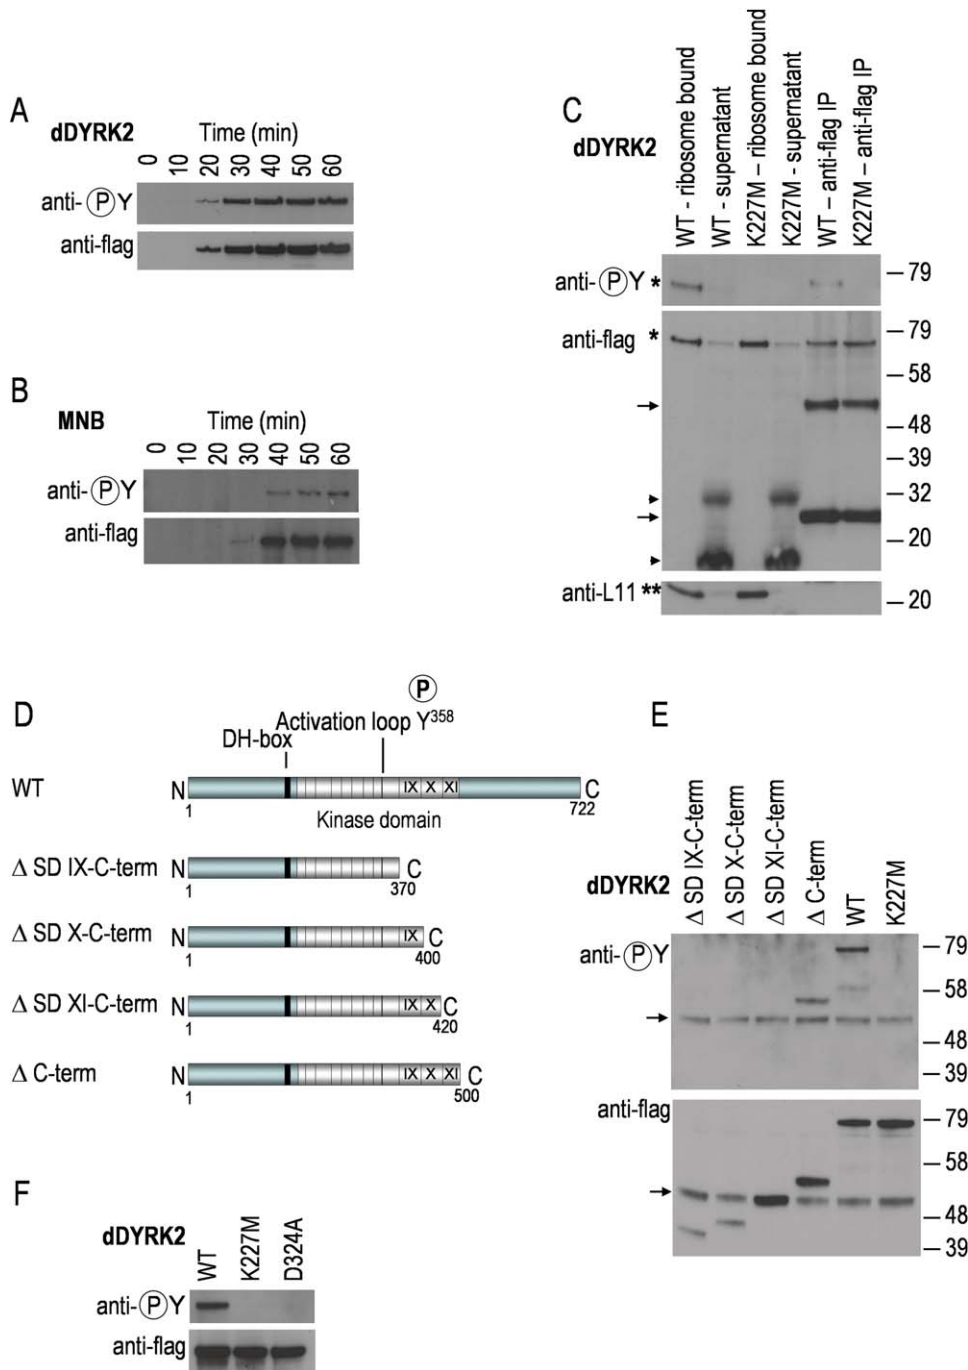 A
dDYRK2
Time (min)
0 10 20 30 40 50 60
anti-ⓅY
anti-flag
B
MNB
Time (min)
0 10 20 30 40 50 60
anti-ⓅY
anti-flag
C
dDYRK2
WT - ribosome bound
WT - supernatant
K227M – ribosome bound
K227M - supernatant
WT – anti-flag IP
K227M – anti-flag IP
anti-ⓅY *
– 79
anti-flag *
– 79
– 58
– 48
– 39
– 32
– 20
anti-L11 **
– 20
D
Ⓟ
Activation loop Y358
DH-box
WT
N IX X XI C
1 722
Kinase domain
Δ SD IX-C-term
N C
1 370
Δ SD X-C-term
N IX C
1 400
Δ SD XI-C-term
N IX X C
1 420
Δ C-term
N IX X XI C
1 500
E
dDYRK2
Δ SD IX-C-term
Δ SD X-C-term
Δ SD XI-C-term
Δ C-term
WT
K227M
anti-ⓅY
– 79
– 58
– 48
– 39
anti-flag
– 79
– 58
– 48
– 39
F
dDYRK2
WT
K227M
D324A
anti-ⓅY
anti-flag